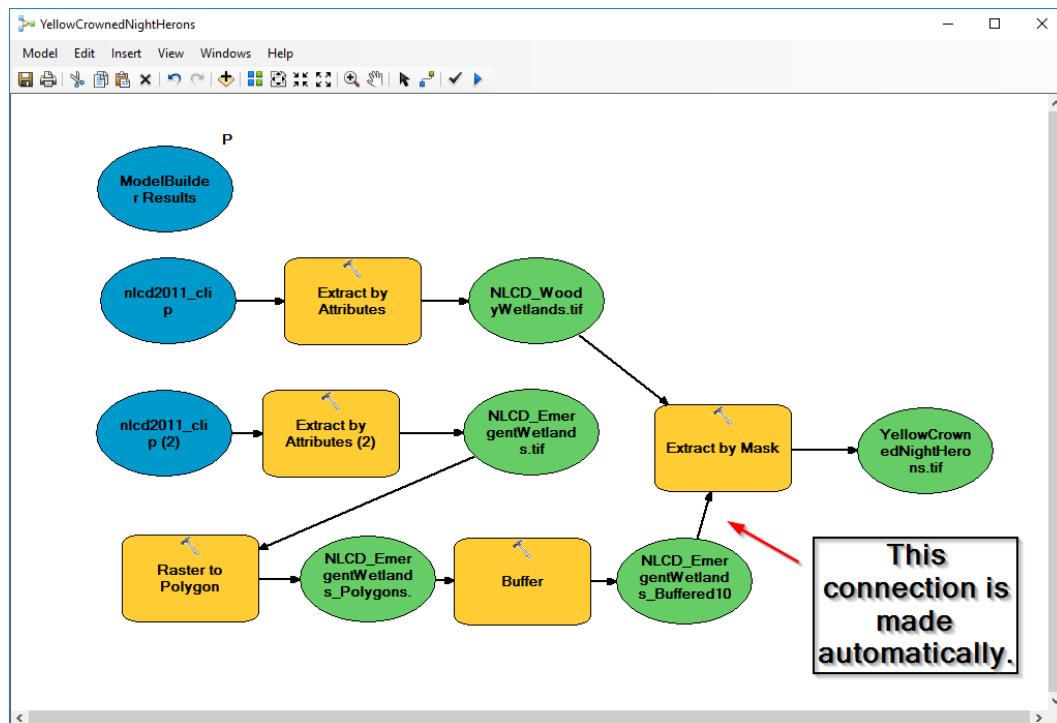 YellowCrownedNightHerons
Model Edit Insert View Windows Help
P
ModelBuilde
r Results
nlcd2011_cli
p
Extract by
Attributes
NLCD_Wood
yWetlands.tif
nlcd2011_cli
p (2)
Extract by
Attributes (2)
NLCD_Emer
gentWetland
s.tif
Extract by Mask
YellowCrown
edNightHero
ns.tif
Raster to
Polygon
NLCD_Emer
gentWetland
s_Polygons.
Buffer
NLCD_Emer
gentWetland
s_Buffered10
This
connection is
made
automatically.